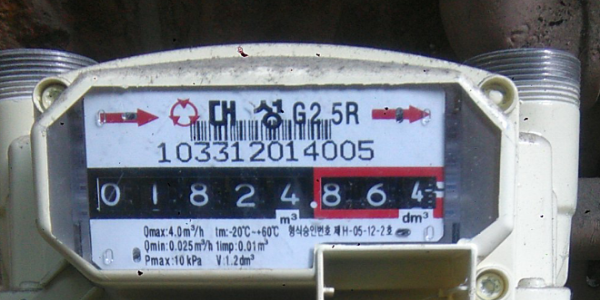 대 성 G2.5R
103312014005
01824.864
m³ dm³
Qmax:4.0m³/h tm:-20℃~+60℃ 형식승인번호 제H-05-12-2호
Qmin:0.025m³/h 1imp:0.01m³
Pmax:10kPa V:1.2dm³